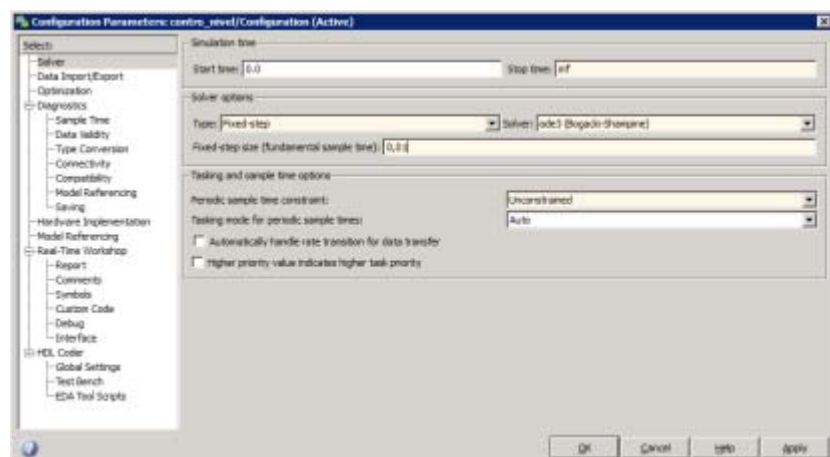 Configuration Parameters: contro_nivel/Configuration (Active)
Select:
Solver
Data Import/Export
Optimization
Diagnostics
Sample Time
Data Validity
Type Conversion
Connectivity
Compatibility
Model Referencing
Saving
Hardware Implementation
Model Referencing
Real-Time Workshop
Report
Comments
Symbols
Custom Code
Debug
Interface
HDL Coder
Global Settings
Test Bench
EDA Tool Scripts
Simulation time
Start time: 0.0 Stop time: inf
Solver options
Type: Fixed-step Solver: ode3 (Bogacki-Shampine)
Fixed-step size (fundamental sample time): 0,01
Tasking and sample time options
Periodic sample time constraint: Unconstrained
Tasking mode for periodic sample times: Auto
Automatically handle rate transition for data transfer
Higher priority value indicates higher task priority
OK Cancel Help Apply